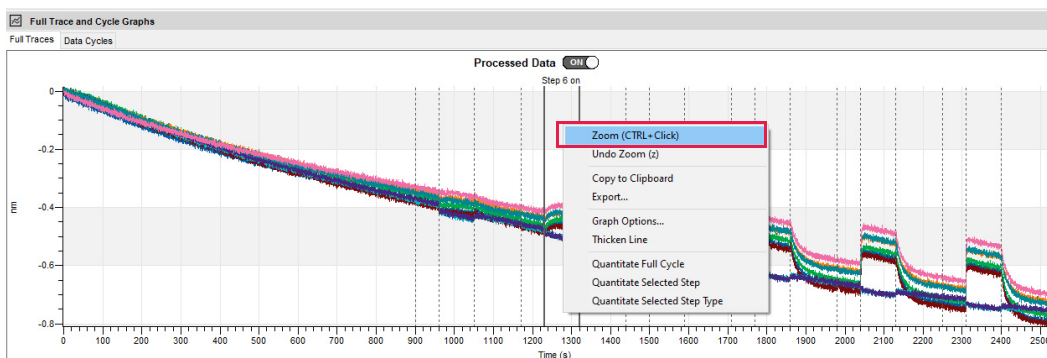 Full Trace and Cycle Graphs
Full Traces Data Cycles
Processed Data ON
Step 6 on
0
-0.2
-0.4
-0.6
-0.8
nm
Zoom (CTRL+Click)
Undo Zoom (z)
Copy to Clipboard
Export...
Graph Options...
Thicken Line
Quantitate Full Cycle
Quantitate Selected Step
Quantitate Selected Step Type
0 100 200 300 400 500 600 700 800 900 1000 1100 1200 1300 1400 1500 1600 1700 1800 1900 2000 2100 2200 2300 2400 2500
Time (s)